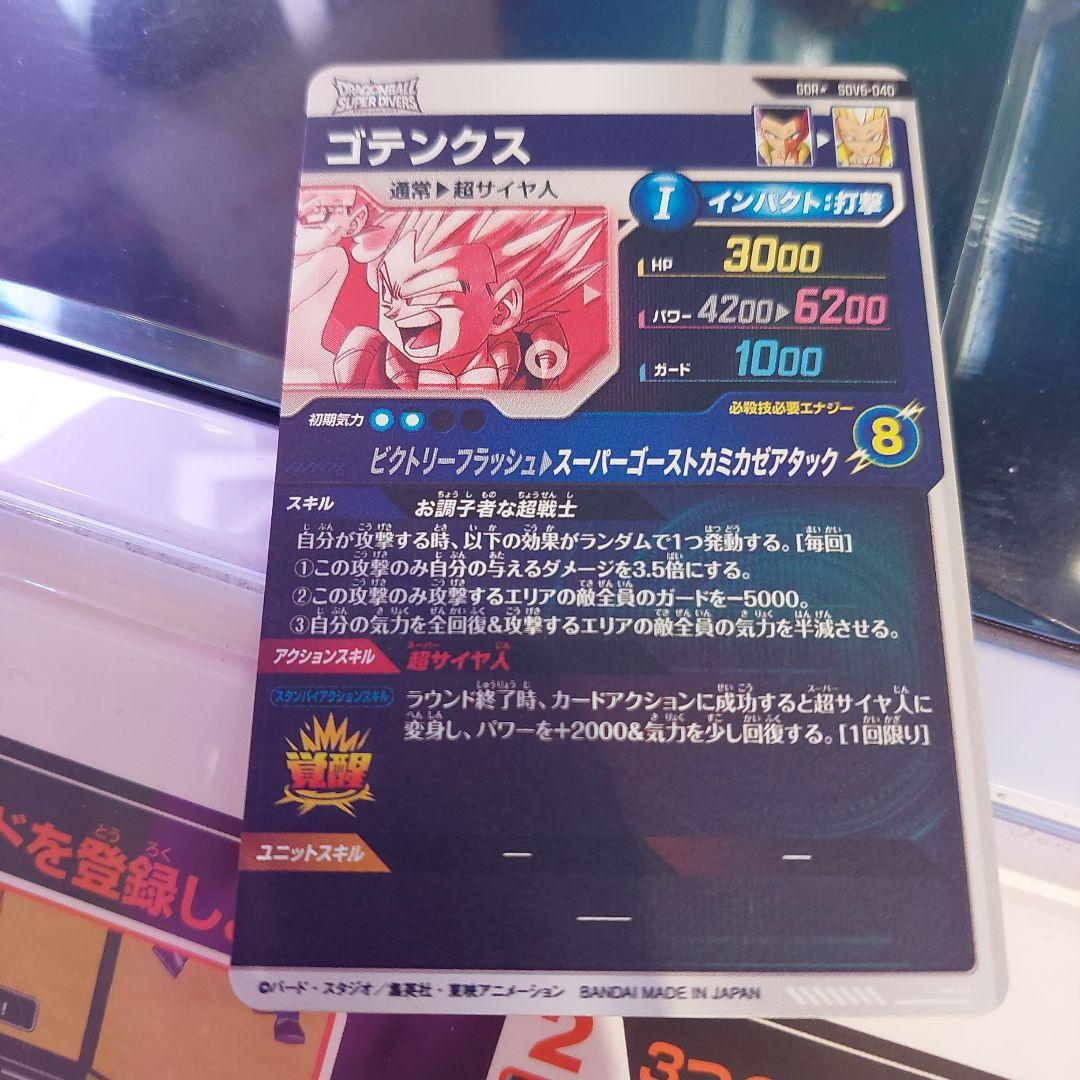 DRAGONBALL
SUPER DIVERS
SDV5-040
ゴテンクス
通常▶超サイヤ人
I インパクト:打撃
HP 3000
パワー 4200▶6200
ガード 1000
初期気力
必殺技必要エナジー
8
ビクトリーフラッシュ▶スーパーゴーストカミカゼアタック
スキル お調子者な超戦士
自分が攻撃する時、以下の効果がランダムで1つ発動する。[毎回]
①この攻撃のみ自分の与えるダメージを3.5倍にする。
②この攻撃のみ攻撃するエリアの敵全員のガードを−5000。
③自分の気力を全回復&攻撃するエリアの敵全員の気力を半減させる。
アクションスキル 超サイヤ人
スタンバイアクションスキル
覚醒
ラウンド終了時、カードアクションに成功すると超サイヤ人に
変身し、パワーを+2000&気力を少し回復する。[1回限り]
ユニットスキル — —
—
©バード・スタジオ/集英社・東映アニメーション BANDAI MADE IN JAPAN
ドを登録し
2
3つの